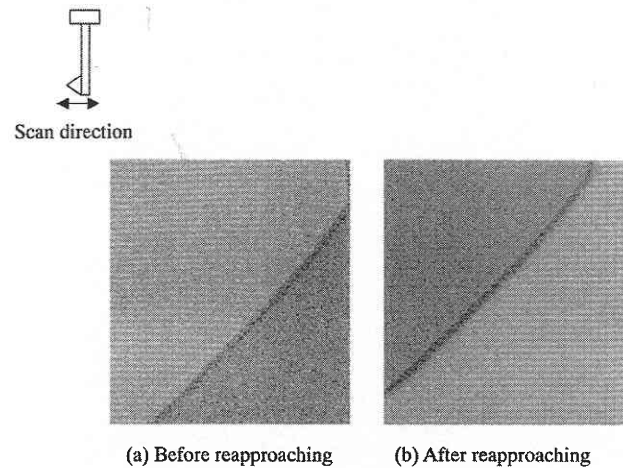 Scan direction
(a) Before reapproaching
(b) After reapproaching